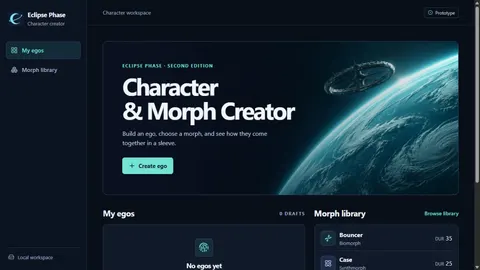 Eclipse Phase
Character creator
My egos
Morph library
Local workspace
Character workspace
Prototype
ECLIPSE PHASE · SECOND EDITION
Character
& Morph Creator
Build an ego, choose a morph, and see how they come
together in a sleeve.
+ Create ego
My egos
0 DRAFTS
No egos yet
Morph library
Browse library
Bouncer
Biomorph
DUR 35
Case
Synthmorph
DUR 25